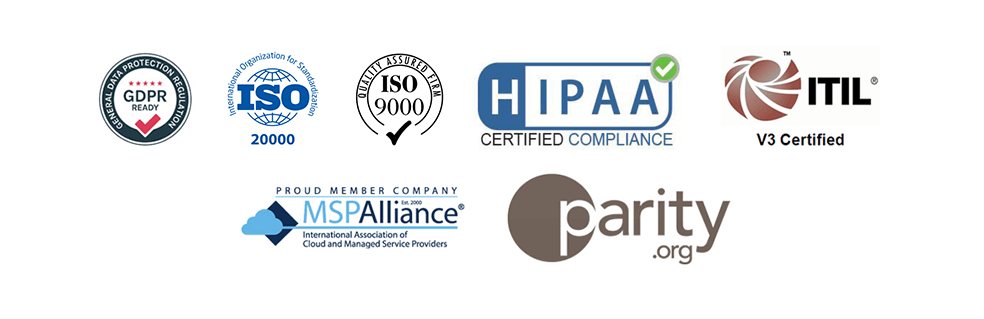 GENERAL DATA PROTECTION REGULATION
GDPR
READY
International Organization for Standardization
ISO
20000
QUALITY ASSURED FIRM
ISO
9000
HIPAA
CERTIFIED COMPLIANCE
™
ITIL®
V3 Certified
PROUD MEMBER COMPANY
Est. 2000
MSPAlliance®
International Association of
Cloud and Managed Service Providers
parity
.org